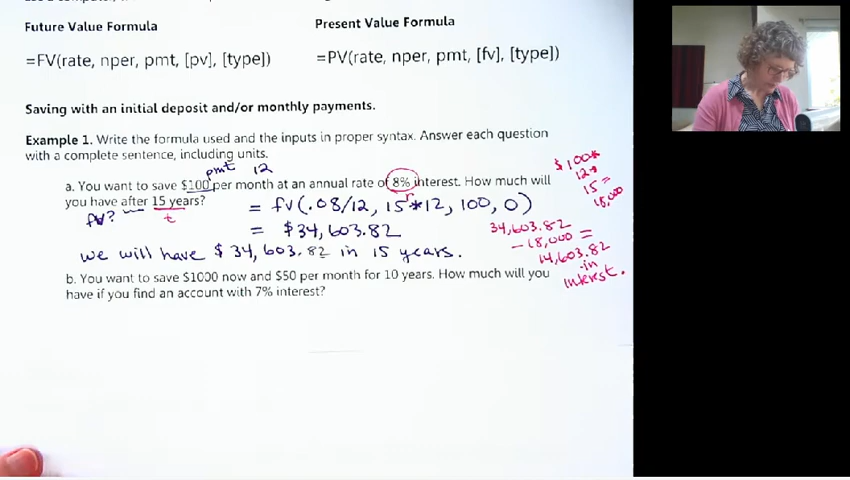 Future Value Formula
Present Value Formula
=FV(rate, nper, pmt, [pv], [type])
=PV(rate, nper, pmt, [fv], [type])
Saving with an initial deposit and/or monthly payments.
Example 1. Write the formula used and the inputs in proper syntax. Answer each question
with a complete sentence, including units.
pmt 12
a. You want to save $100 per month at an annual rate of 8% interest. How much will
r
you have after 15 years?
fv? t
= fv(.08/12, 15*12, 100, 0)
= $34,603.82
we will have $34,603.82 in 15 years.
$100*
12*
15 =
18,000
34,603.82
-18,000 =
14,603.82
in
interest.
b. You want to save $1000 now and $50 per month for 10 years. How much will you
have if you find an account with 7% interest?